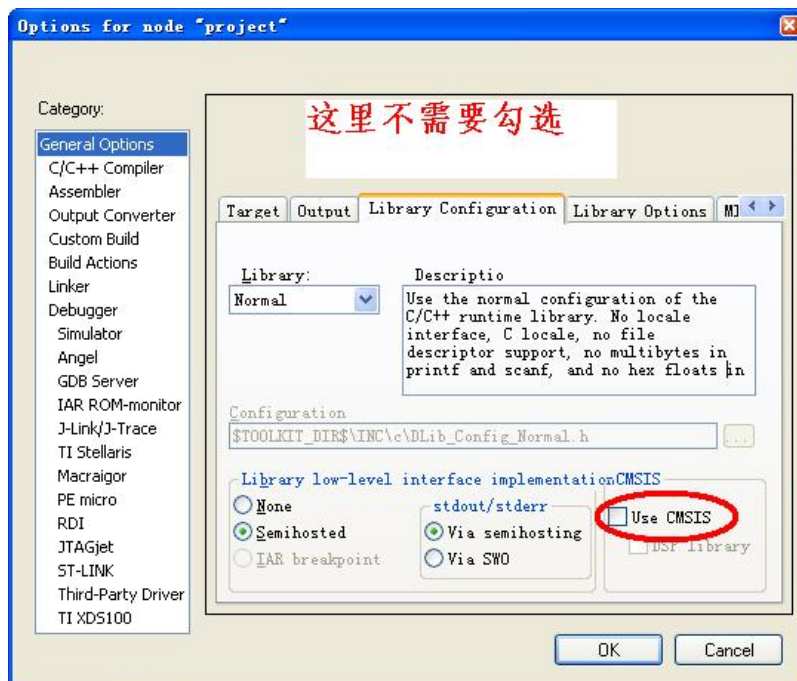 Options for node "project"
这里不需要勾选
Category:
General Options
C/C++ Compiler
Assembler
Output Converter
Custom Build
Build Actions
Linker
Debugger
Simulator
Angel
GDB Server
IAR ROM-monitor
J-Link/J-Trace
TI Stellaris
Macraigor
PE micro
RDI
JTAGjet
ST-LINK
Third-Party Driver
TI XDS100
Target Output Library Configuration Library Options MI
Library: Descriptio
Normal
Use the normal configuration of the
C/C++ runtime library. No locale
interface, C locale, no file
descriptor support, no multibytes in
printf and scanf, and no hex floats in
Configuration
$TOOLKIT_DIR$\INC\c\DLib_Config_Normal.h ...
Library low-level interface implementation CMSIS
None
Semihosted
IAR breakpoint
stdout/stderr
Via semihosting
Via SWO
Use CMSIS
DSP library
OK Cancel